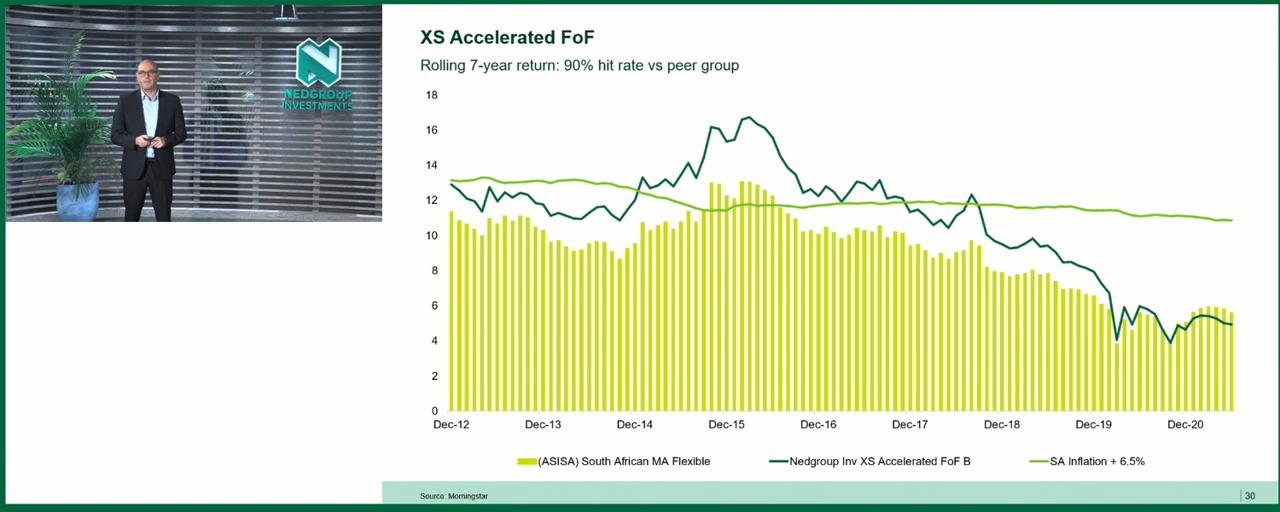 NEDGROUP
INVESTMENTS
XS Accelerated FoF
Rolling 7-year return: 90% hit rate vs peer group
18
16
14
12
10
8
6
4
2
0
Dec-12 Dec-13 Dec-14 Dec-15 Dec-16 Dec-17 Dec-18 Dec-19 Dec-20
(ASISA) South African MA Flexible Nedgroup Inv XS Accelerated FoF B SA Inflation + 6.5%
Source: Morningstar 30